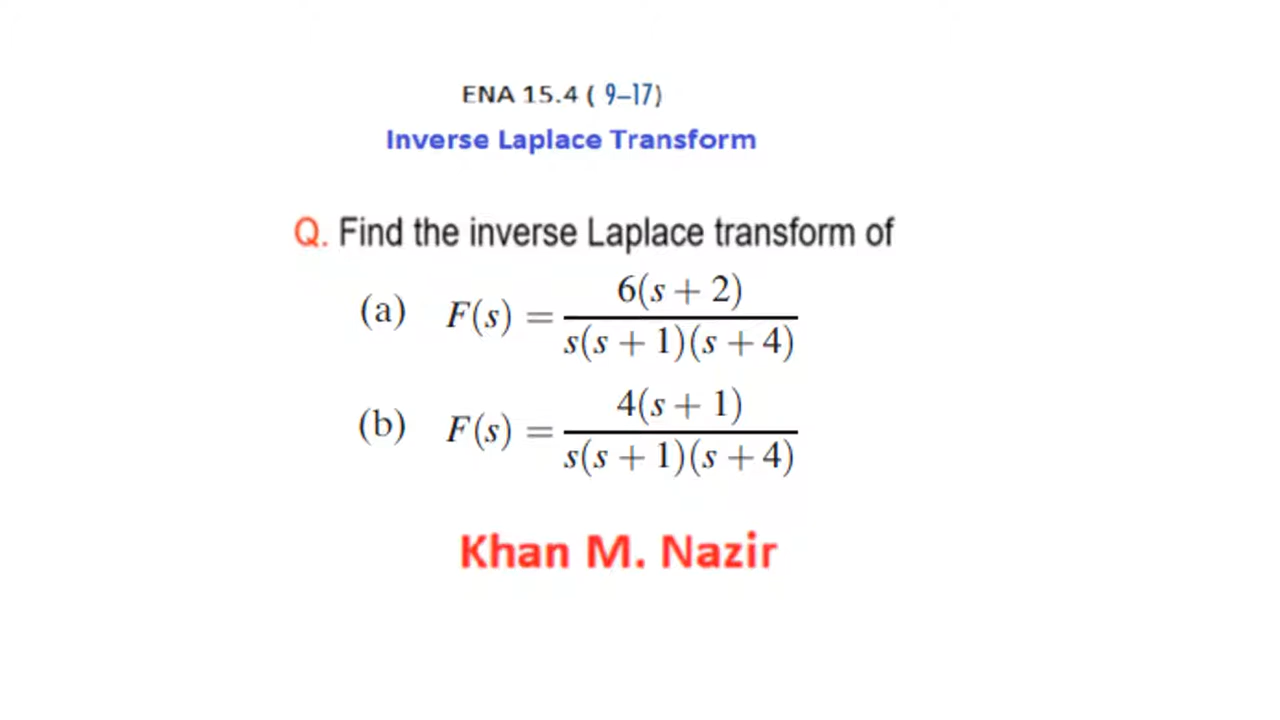 ENA 15.4 ( 9–17)
Inverse Laplace Transform
Q. Find the inverse Laplace transform of
(a) F(s) = 6(s + 2) / s(s + 1)(s + 4)
(b) F(s) = 4(s + 1) / s(s + 1)(s + 4)
Khan M. Nazir